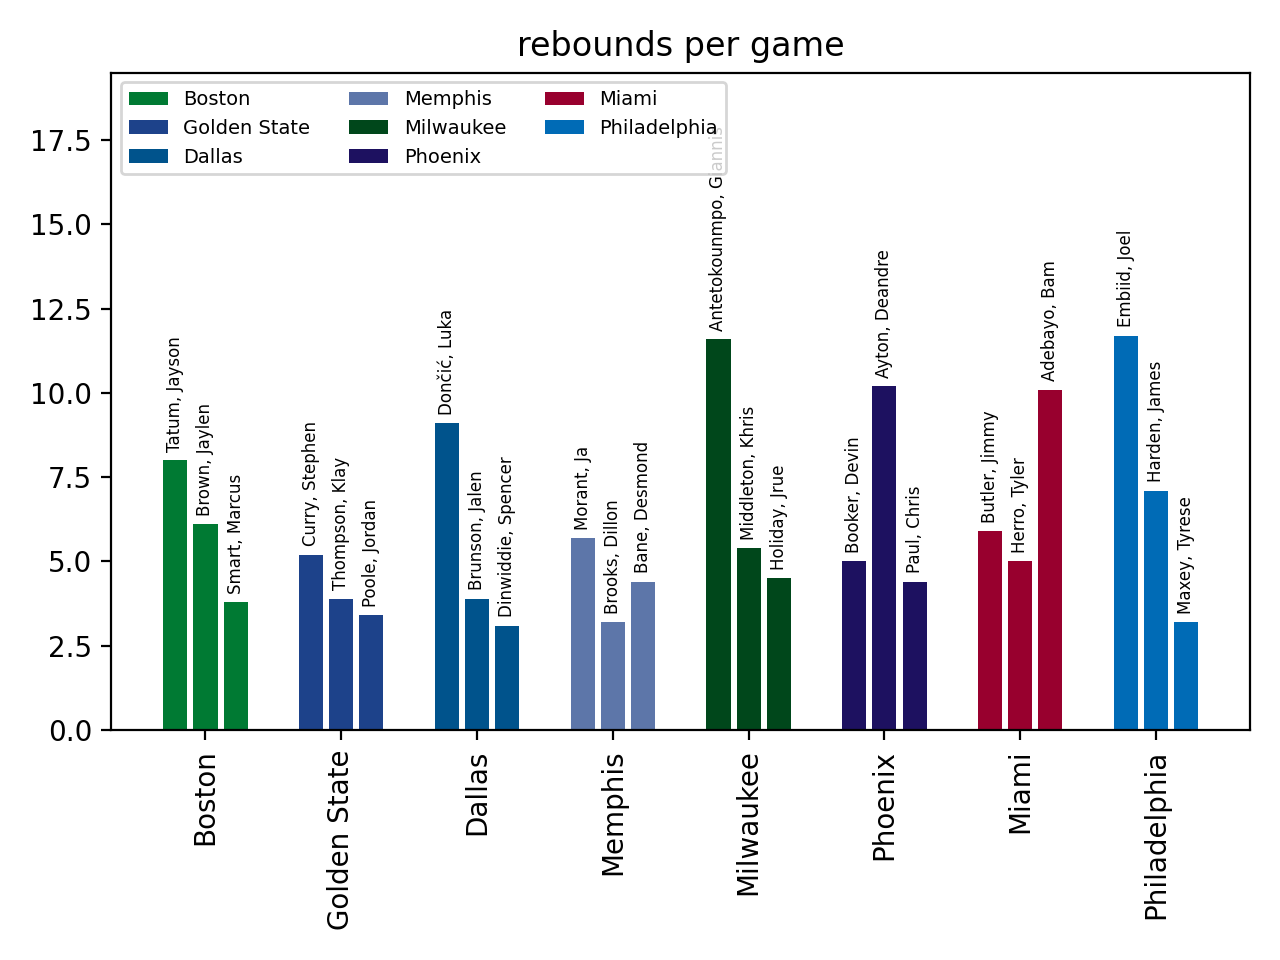 rebounds per game
Boston
Golden State
Dallas
Memphis
Milwaukee
Phoenix
Miami
Philadelphia
17.5
15.0
12.5
10.0
7.5
5.0
2.5
0.0
Tatum, Jayson
Brown, Jaylen
Smart, Marcus
Curry, Stephen
Thompson, Klay
Poole, Jordan
Dončić, Luka
Brunson, Jalen
Dinwiddie, Spencer
Morant, Ja
Brooks, Dillon
Bane, Desmond
Antetokounmpo, Giannis
Middleton, Khris
Holiday, Jrue
Booker, Devin
Ayton, Deandre
Paul, Chris
Butler, Jimmy
Herro, Tyler
Adebayo, Bam
Embiid, Joel
Harden, James
Maxey, Tyrese
Boston
Golden State
Dallas
Memphis
Milwaukee
Phoenix
Miami
Philadelphia